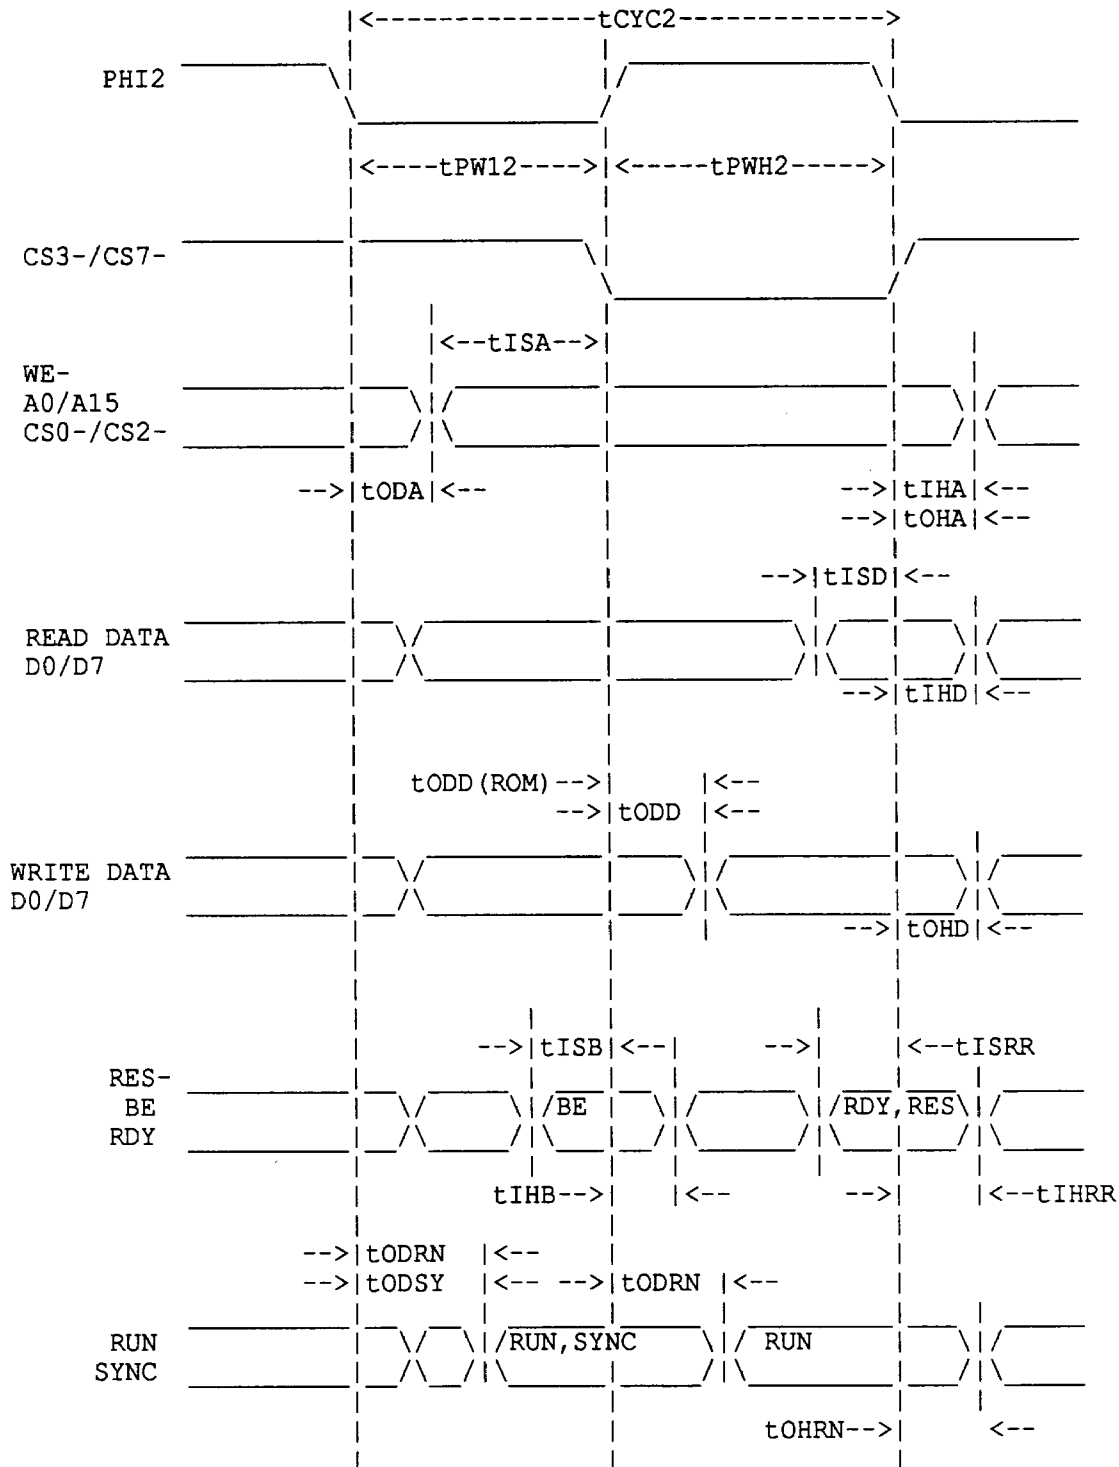 |<-----------tCYC2----------->
PHI2
<----tPW12---->|<-----tPWH2----->
CS3-/CS7-
|<--tISA-->
WE-
A0/A15
CS0-/CS2-
-->|tODA|<--
-->|tIHA|<--
-->|tOHA|<--
-->|tISD|<--
READ DATA
D0/D7
-->|tIHD|<--
tODD(ROM)-->| |<--
-->|tODD |<--
WRITE DATA
D0/D7
-->|tOHD|<--
-->|tISB|<-- --> |<--tISRR
RES-
BE
RDY
BE
RDY,RES
tIHB-->| |<-- -->| |<--tIHRR
-->|tODRN |<--
-->|tODSY |<-- -->|tODRN |<--
RUN
SYNC
RUN,SYNC
RUN
tOHRN-->| <--